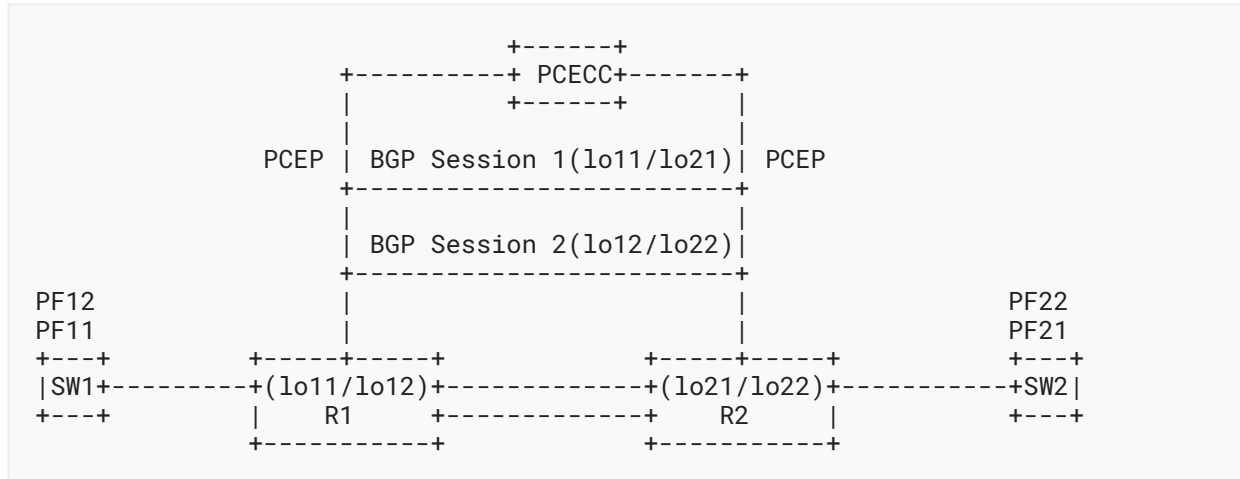 PCECC
PCEP BGP Session 1(lo11/lo21) PCEP
BGP Session 2(lo12/lo22)
PF12 PF22
PF11 PF21
SW1 (lo11/lo12) (lo21/lo22) SW2
R1 R2